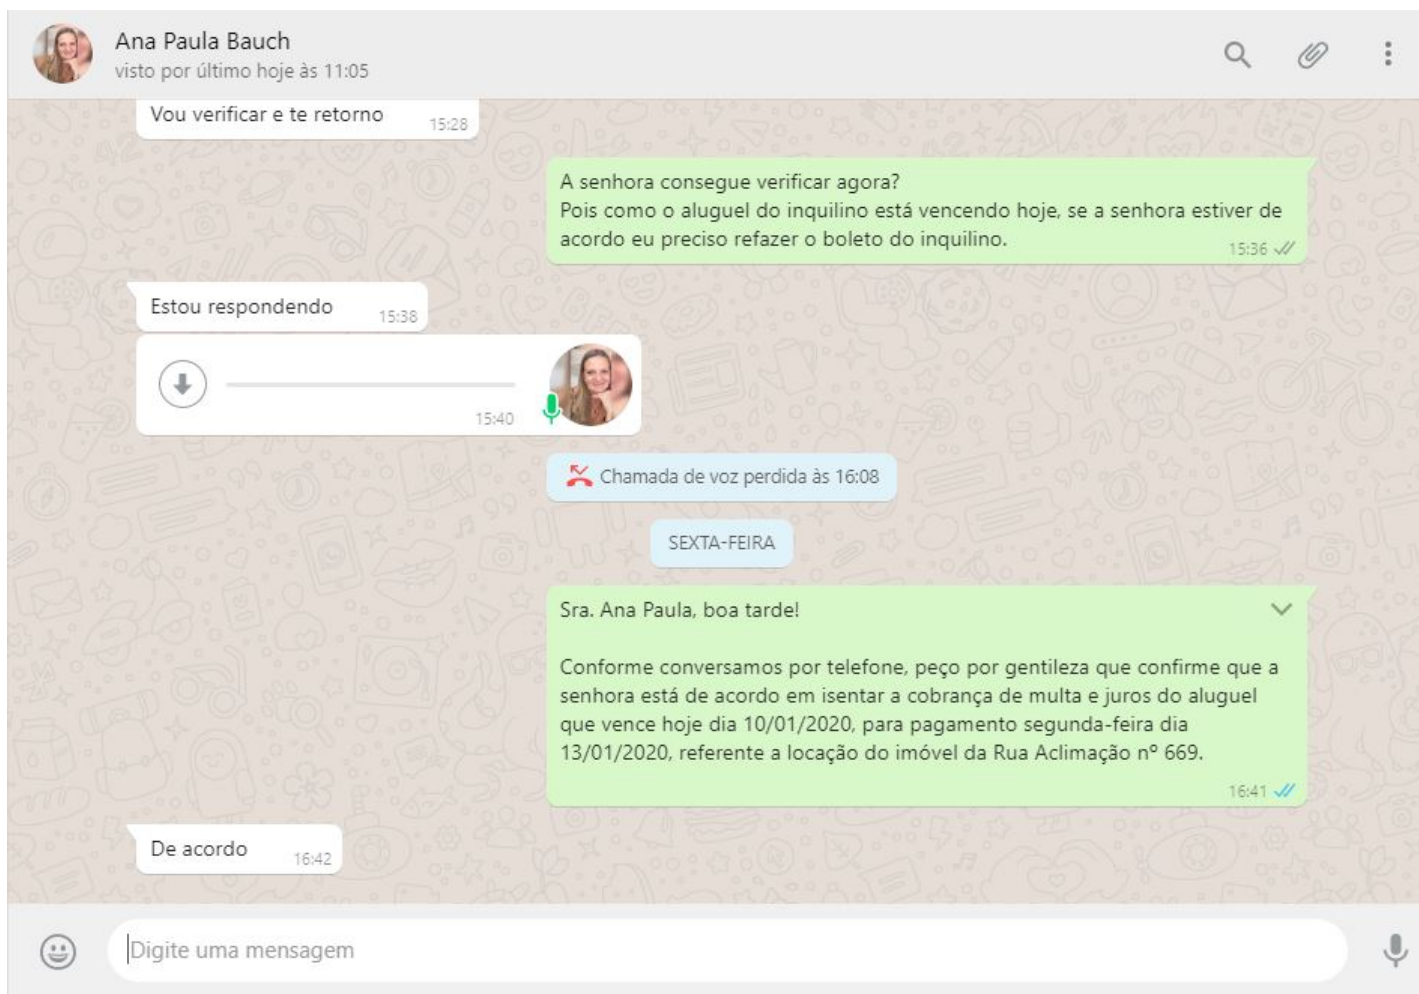 Ana Paula Bauch
visto por último hoje às 11:05
Vou verificar e te retorno
15:28
A senhora consegue verificar agora?
Pois como o aluguel do inquilino está vencendo hoje, se a senhora estiver de
acordo eu preciso refazer o boleto do inquilino.
15:36
Estou respondendo
15:38
15:40
Chamada de voz perdida às 16:08
SEXTA-FEIRA
Sra. Ana Paula, boa tarde!
Conforme conversamos por telefone, peço por gentileza que confirme que a
senhora está de acordo em isentar a cobrança de multa e juros do aluguel
que vence hoje dia 10/01/2020, para pagamento segunda-feira dia
13/01/2020, referente a locação do imóvel da Rua Aclimação nº 669.
16:41
De acordo
16:42
Digite uma mensagem